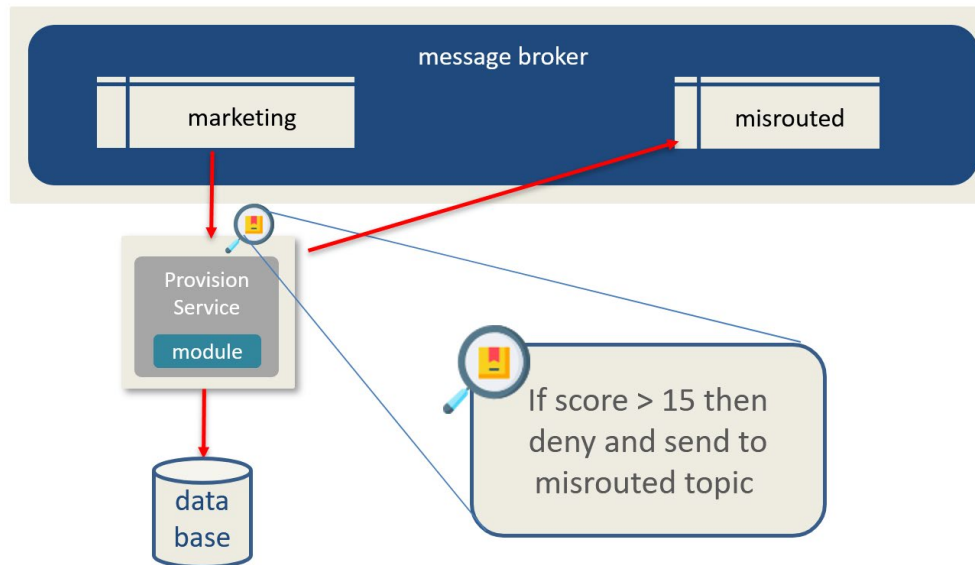 message broker
marketing
misrouted
Provision
Service
module
If score > 15 then
deny and send to
misrouted topic
data
base